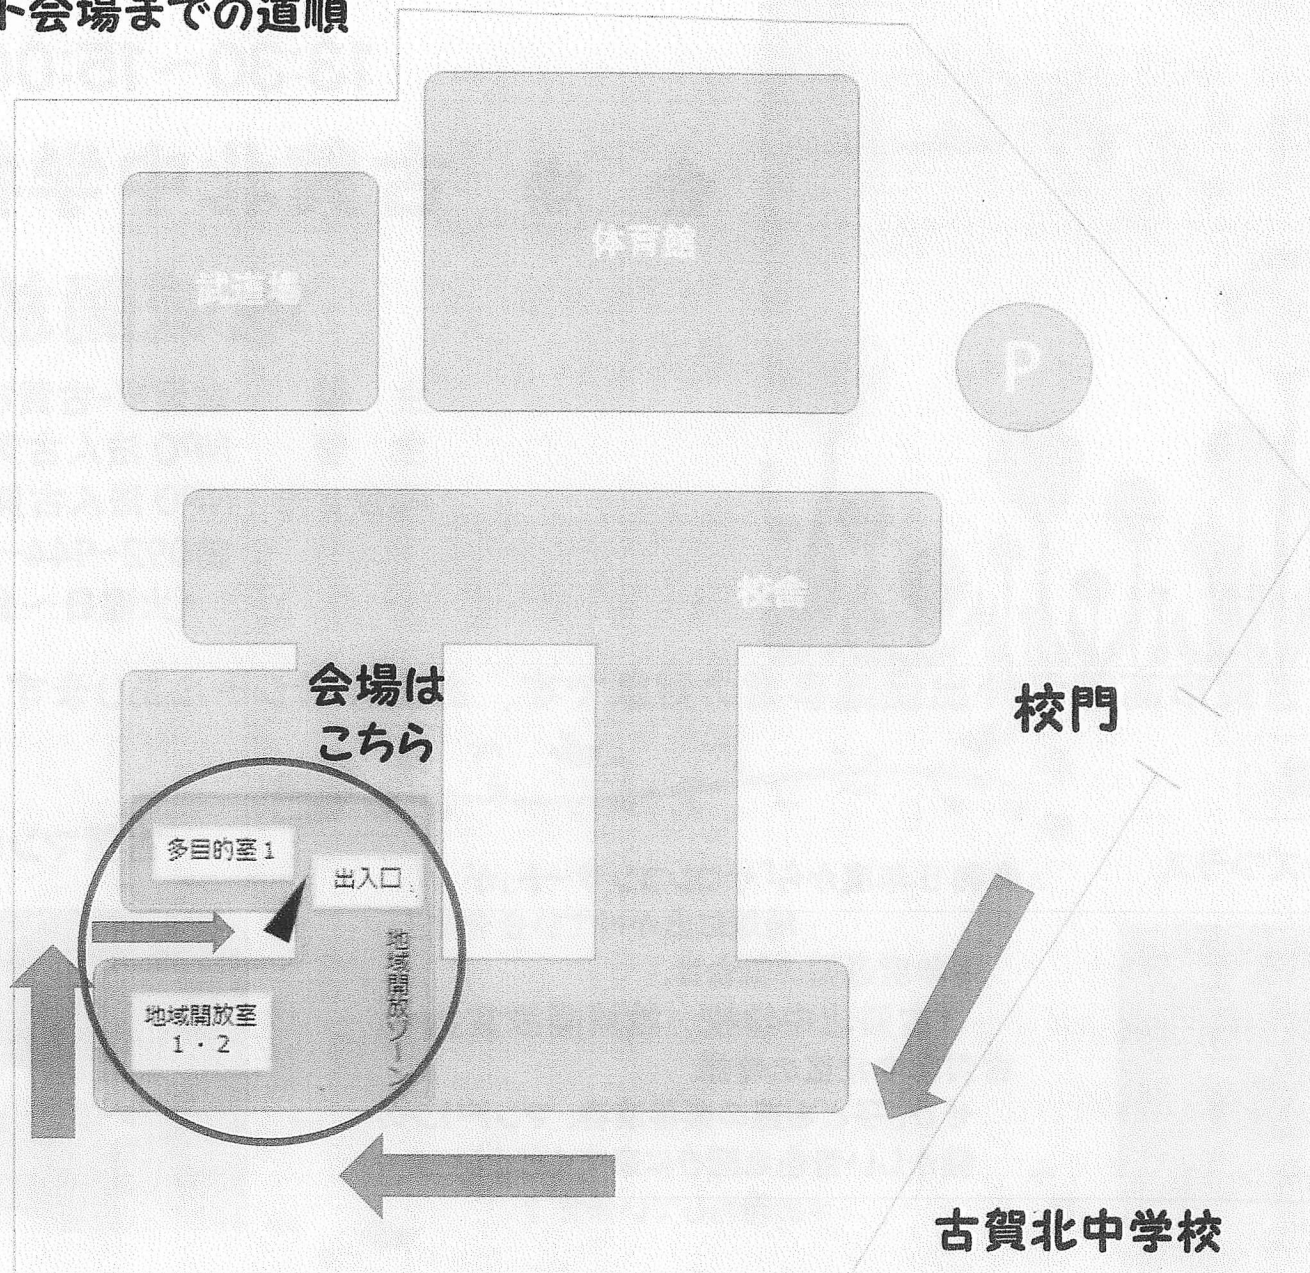 ト会場までの道順
体育館
武道場
P
校舎
会場は
こちら
校門
多目的室1
出入口
地域開放ゾーン
地域開放室
1・2
古賀北中学校